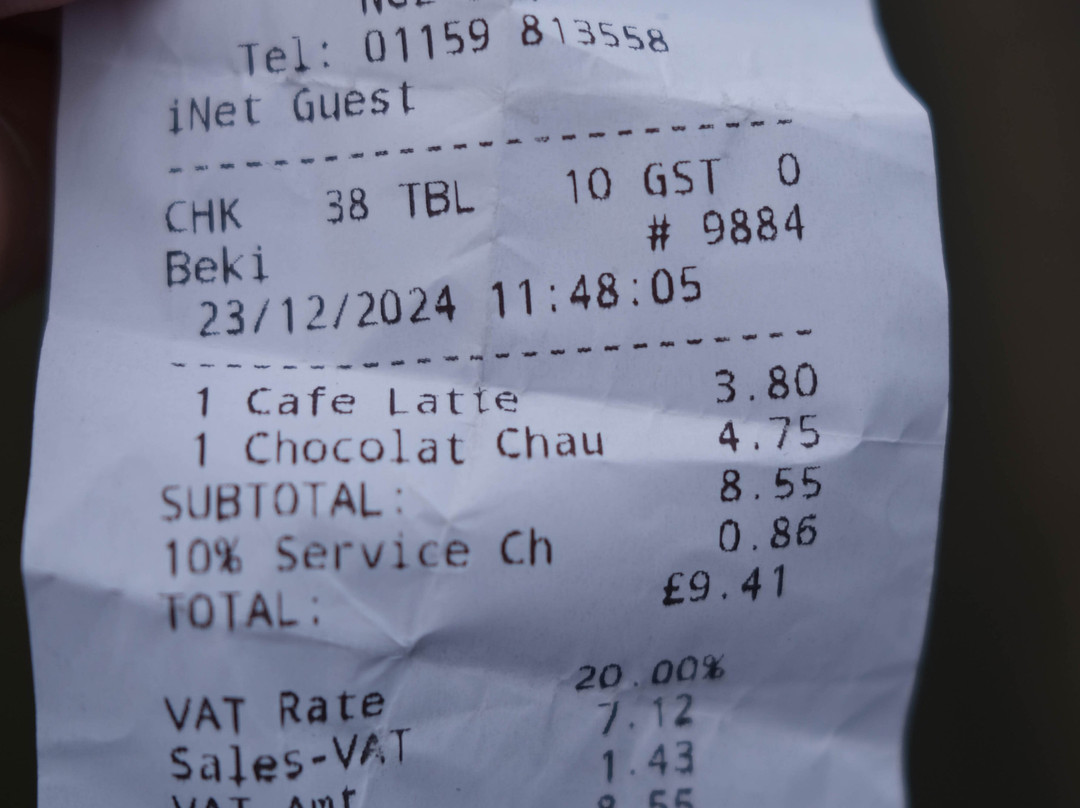 Tel: 01159 813558
iNet Guest
CHK 38 TBL 10 GST 0
Beki # 9884
23/12/2024 11:48:05
1 Cafe Latte 3.80
1 Chocolat Chau 4.75
SUBTOTAL: 8.55
10% Service Ch 0.86
TOTAL: £9.41
VAT Rate 20.00%
Sales-VAT 7.12
VAT Amt 1.43